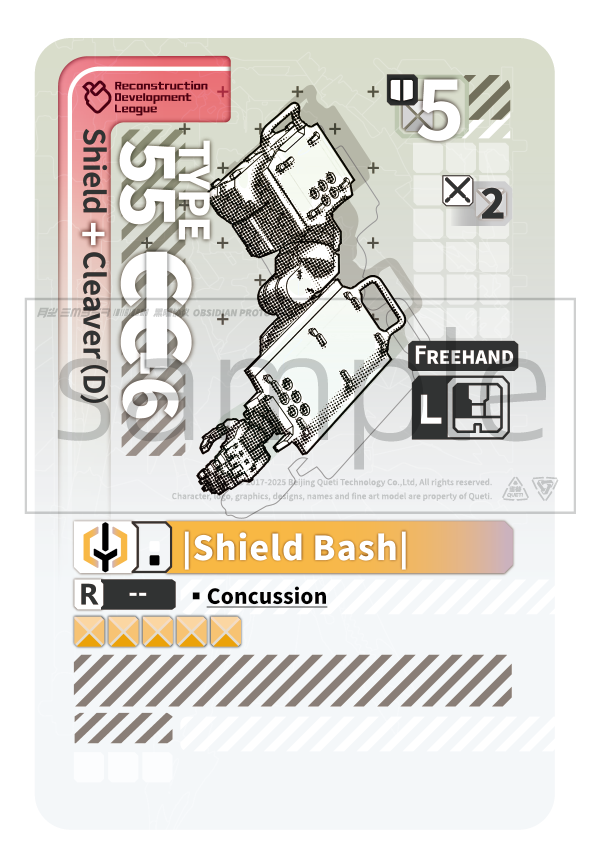 Reconstruction
Development
League
5
2
Shield + Cleaver(D)
TYPE
55
CC-6
OBSIDIAN PROT
FREEHAND
L
sample
2017-2025 Beijing Queti Technology Co.,Ltd, All rights reserved.
Character, logo, graphics, designs, names and fine art model are property of Queti.
QUETI
|Shield Bash|
R -- ▪ Concussion